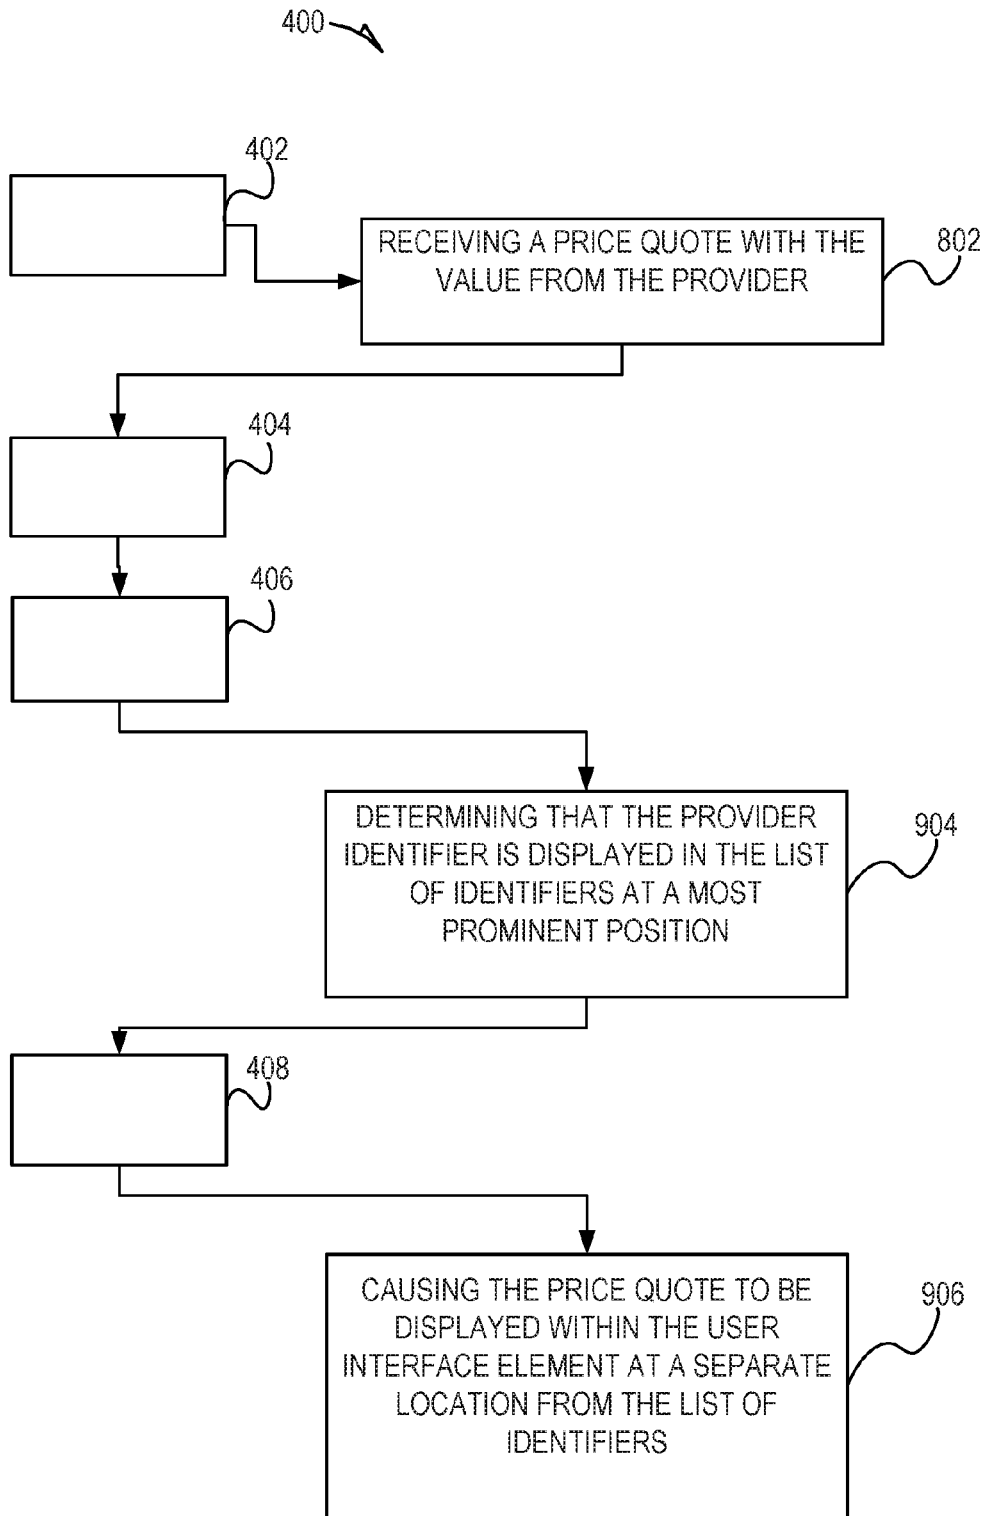 400
402
RECEIVING A PRICE QUOTE WITH THE
VALUE FROM THE PROVIDER
802
404
406
DETERMINING THAT THE PROVIDER
IDENTIFIER IS DISPLAYED IN THE LIST
OF IDENTIFIERS AT A MOST
PROMINENT POSITION
904
408
CAUSING THE PRICE QUOTE TO BE
DISPLAYED WITHIN THE USER
INTERFACE ELEMENT AT A SEPARATE
LOCATION FROM THE LIST OF
IDENTIFIERS
906